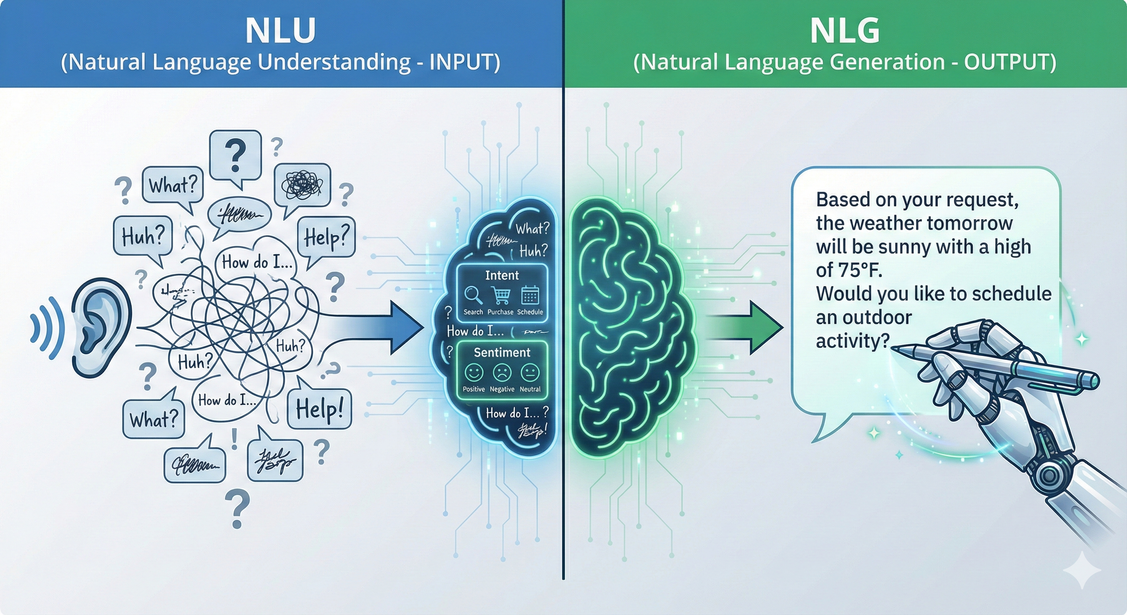 NLU
(Natural Language Understanding - INPUT)
NLG
(Natural Language Generation - OUTPUT)
?
?
What?
?
?
Huh?
Help?
How do I...
?
?
Huh?
Huh?
?
?
How do I...
What?
Help!
!
?
?
What?
Huh?
Intent
Search Purchase Schedule
?
How do I...
?
Sentiment
Positive Negative Neutral
How do I... ?
Based on your request,
the weather tomorrow
will be sunny with a high
of 75°F.
Would you like to schedule
an outdoor
activity?